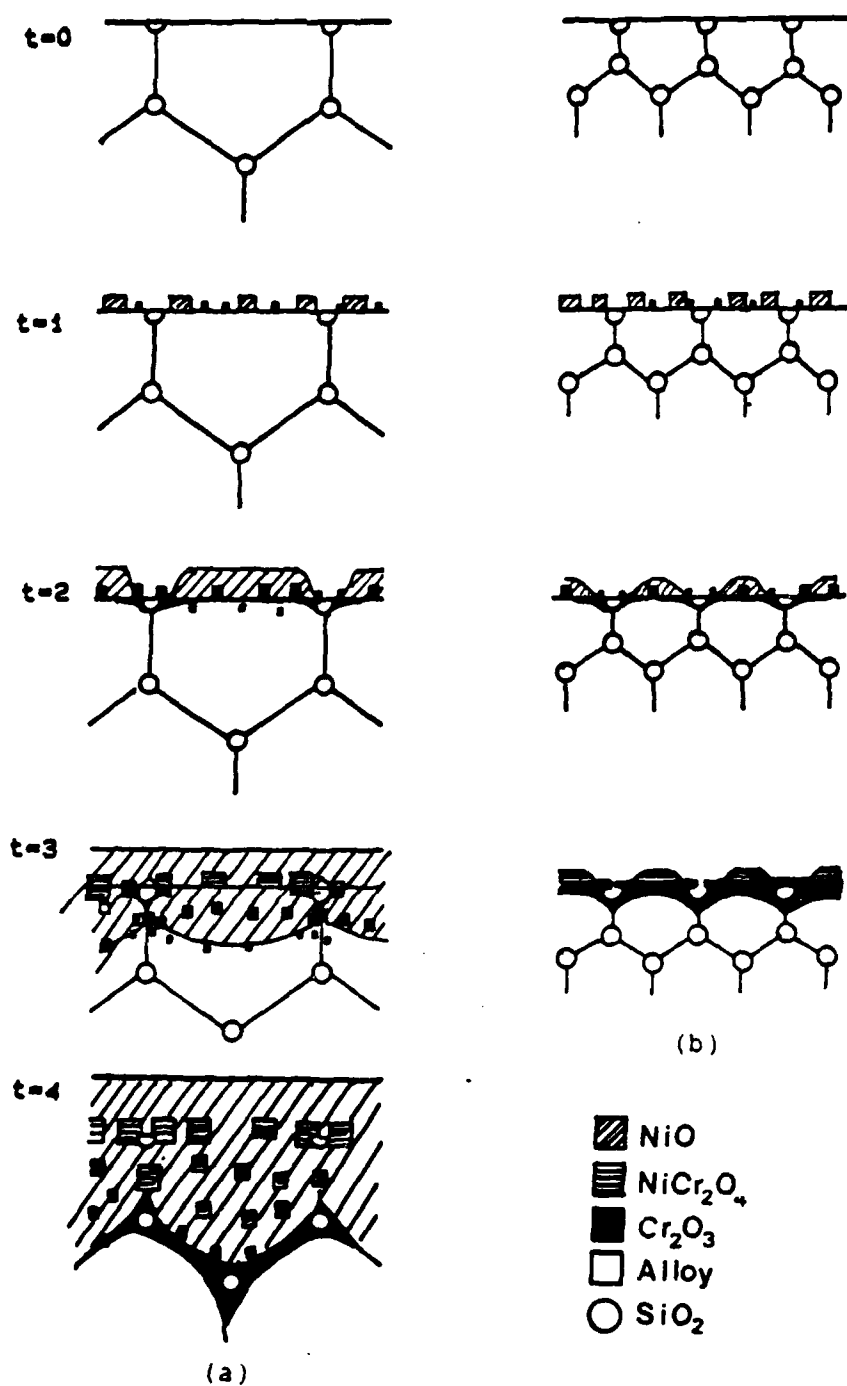 t=0
t=1
t=2
t=3
t=4
(a)
(b)
NiO
NiCr₂O₄
Cr₂O₃
Alloy
SiO₂